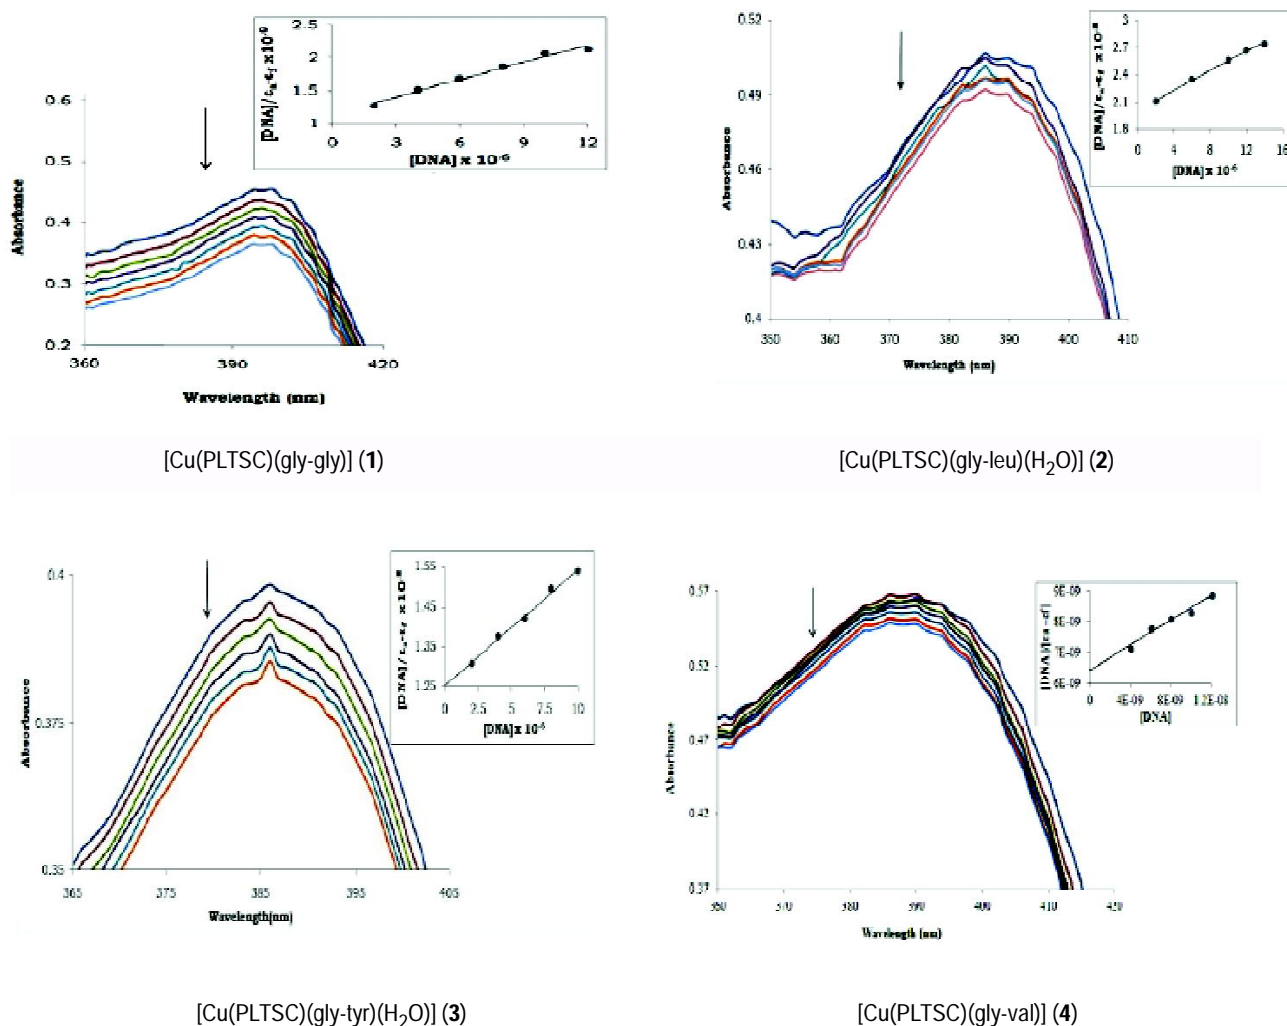 2.5
2
1.5
1
0 3 6 9 12
[DNA] x 10⁻⁶
0.6
0.5
0.4
0.3
0.2
360 390 420
Absorbance
Wavelength (nm)
[Cu(PLTSC)(gly-gly)] (1)
0.52
0.49
0.46
0.43
0.4
350 360 370 380 390 400 410
Absorbance
Wavelength (nm)
3
2.7
2.4
2.1
1.8
0 4 8 12 16
[DNA] x 10⁻⁶
[Cu(PLTSC)(gly-leu)(H₂O)] (2)
0.4
0.375
0.35
365 375 385 395 405
Absorbance
Wavelength(nm)
1.55
1.45
1.35
1.25
0 2.5 5 7.5 10
[DNA] x 10⁻⁶
[Cu(PLTSC)(gly-tyr)(H₂O)] (3)
0.57
0.52
0.47
0.42
0.37
360 370 380 390 400 410 420
Absorbance
Wavelength (nm)
9E-09
8E-09
7E-09
6E-09
0 4E-09 8E-09 1.2E-08
[DNA]
[Cu(PLTSC)(gly-val)] (4)